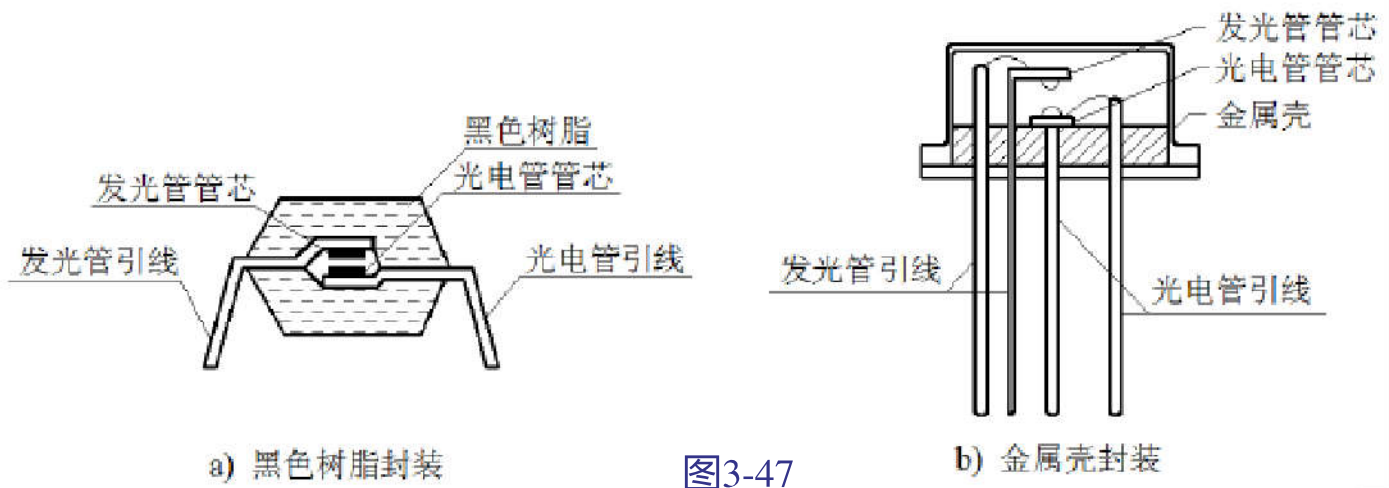 黑色树脂
光电管管芯
发光管管芯
发光管引线
光电管引线
a) 黑色树脂封装
发光管管芯
光电管管芯
金属壳
发光管引线
光电管引线
b) 金属壳封装
图3-47